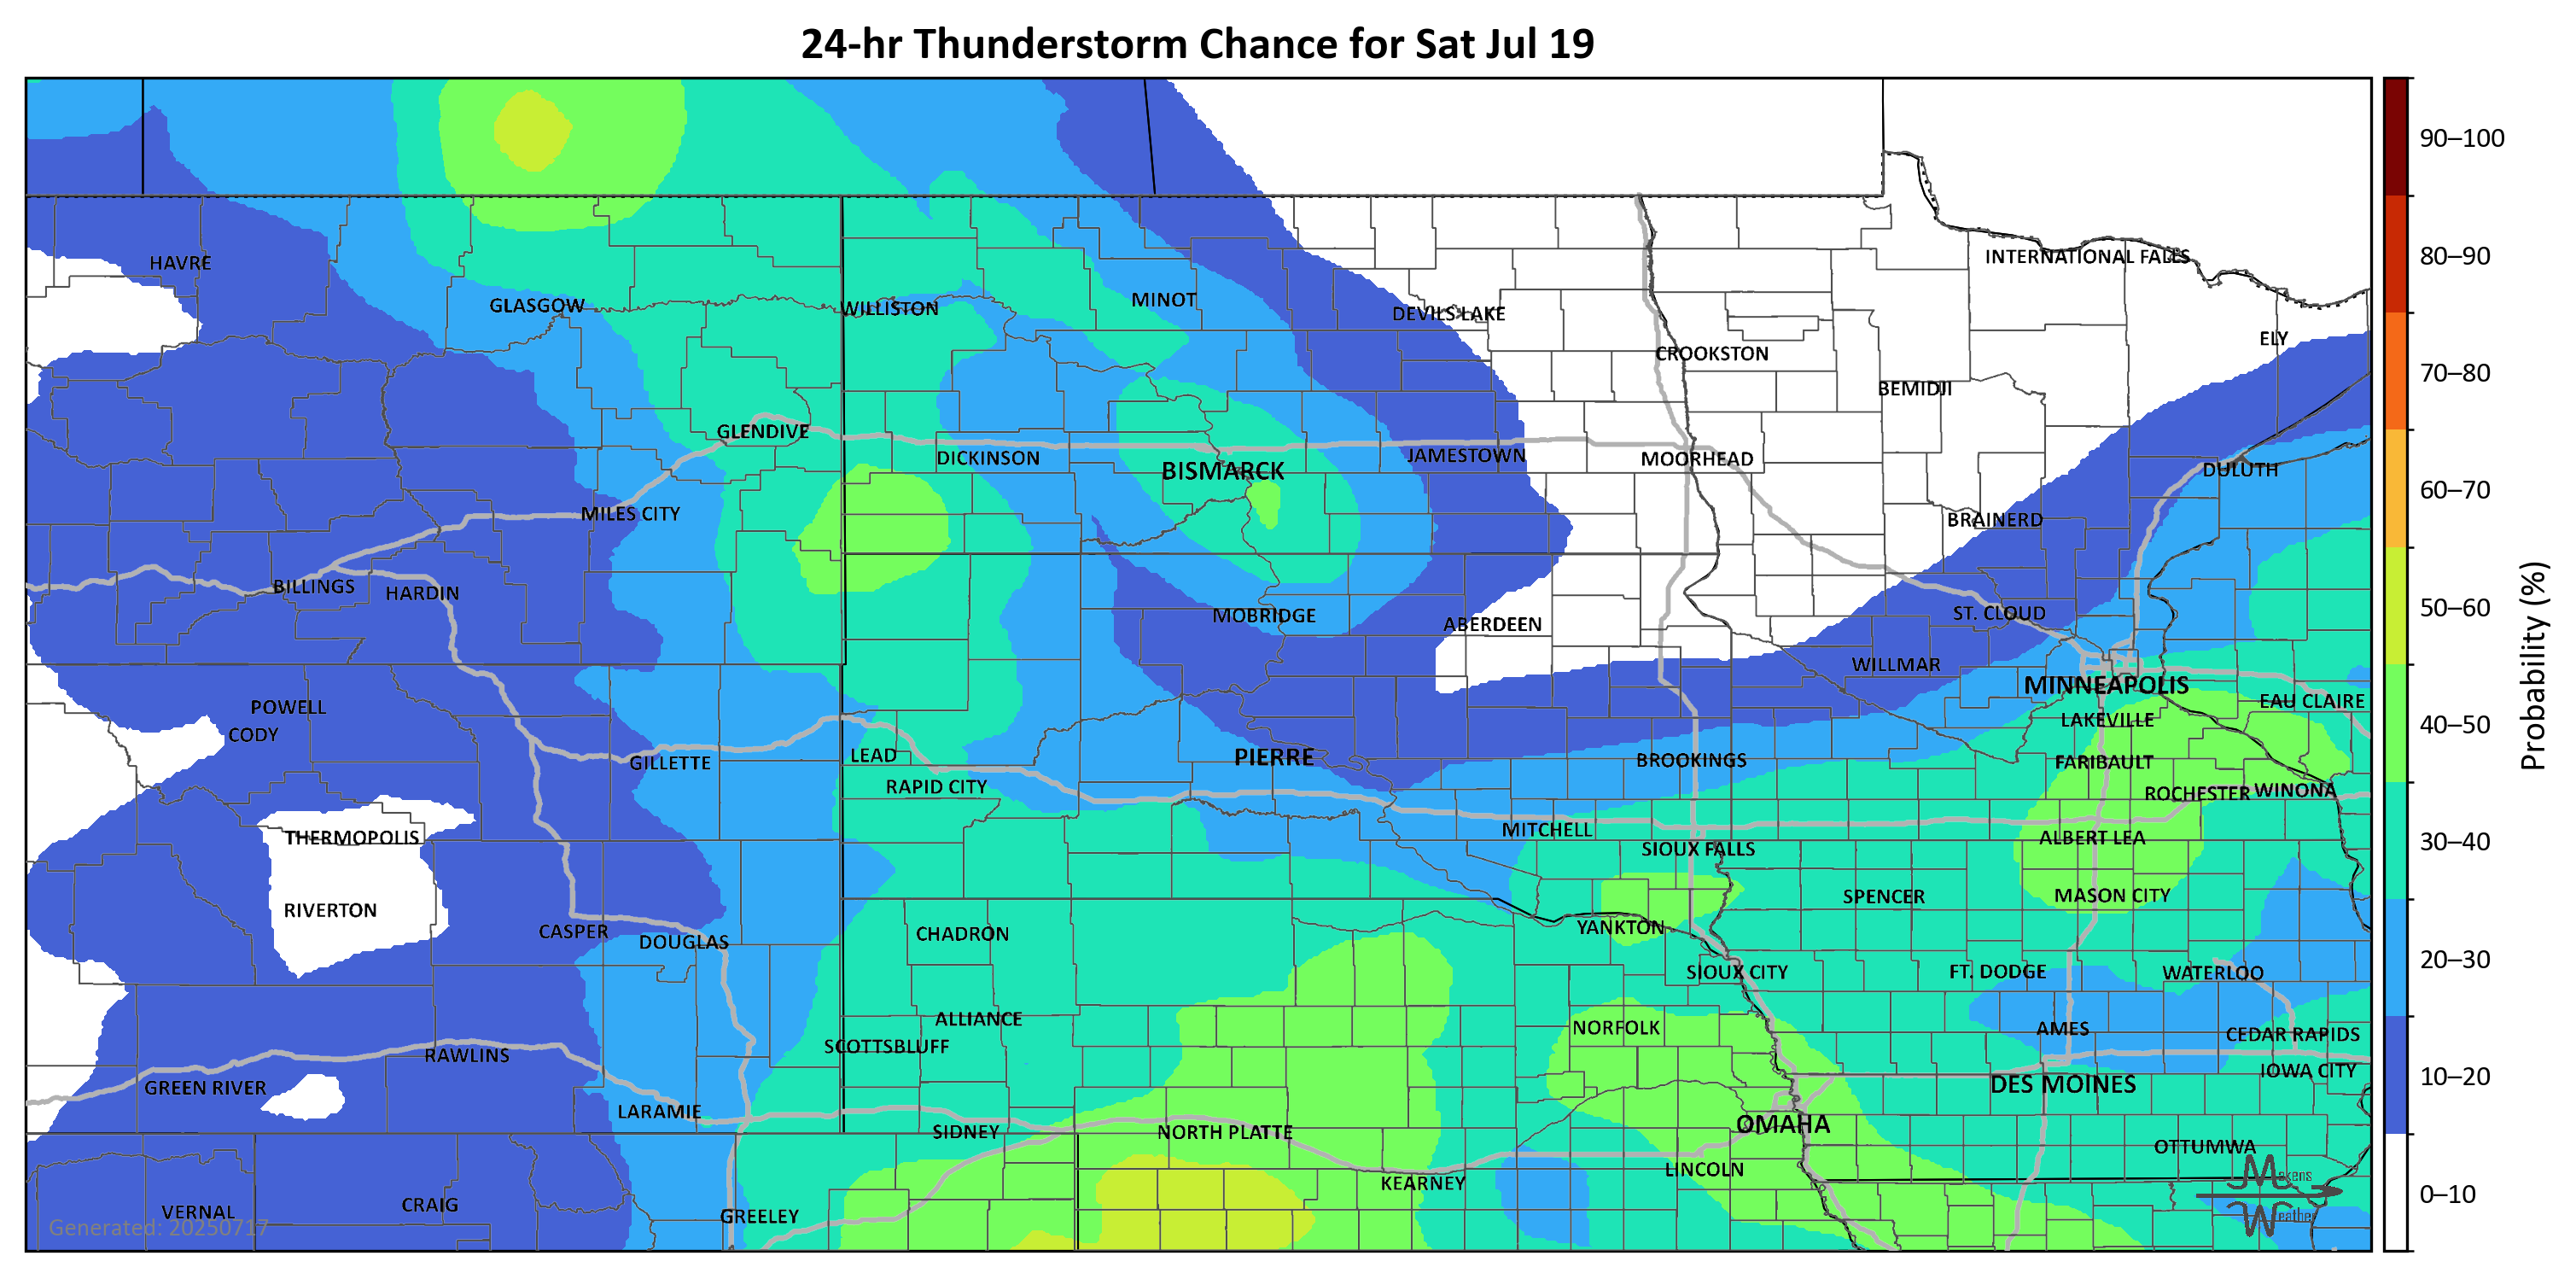 24-hr Thunderstorm Chance for Sat Jul 19
90–100
INTERNATIONAL FALLS
80–90
HAVRE
GLASGOW
WILLISTON
MINOT
DEVILS LAKE
ELY
CROOKSTON
70–80
BEMIDJI
GLENDIVE
DICKINSON
BISMARCK
JAMESTOWN
MOORHEAD
DULUTH
60–70
MILES CITY
BRAINERD
BILLINGS
HARDIN
MOBRIDGE
ABERDEEN
ST. CLOUD
50–60
WILLMAR
Probability (%)
POWELL
CODY
MINNEAPOLIS
EAU CLAIRE
LAKEVILLE
40–50
GILLETTE
LEAD
RAPID CITY
PIERRE
BROOKINGS
FARIBAULT
ROCHESTER
WINONA
THERMOPOLIS
MITCHELL
SIOUX FALLS
ALBERT LEA
30–40
RIVERTON
CASPER
DOUGLAS
CHADRON
YANKTON
SPENCER
MASON CITY
SIOUX CITY
FT. DODGE
WATERLOO
20–30
ALLIANCE
SCOTTSBLUFF
NORFOLK
AMES
CEDAR RAPIDS
RAWLINS
GREEN RIVER
DES MOINES
IOWA CITY
10–20
LARAMIE
SIDNEY
NORTH PLATTE
OMAHA
OTTUMWA
KEARNEY
LINCOLN
Makens
Weather
0–10
VERNAL
CRAIG
GREELEY
Generated: 20250717